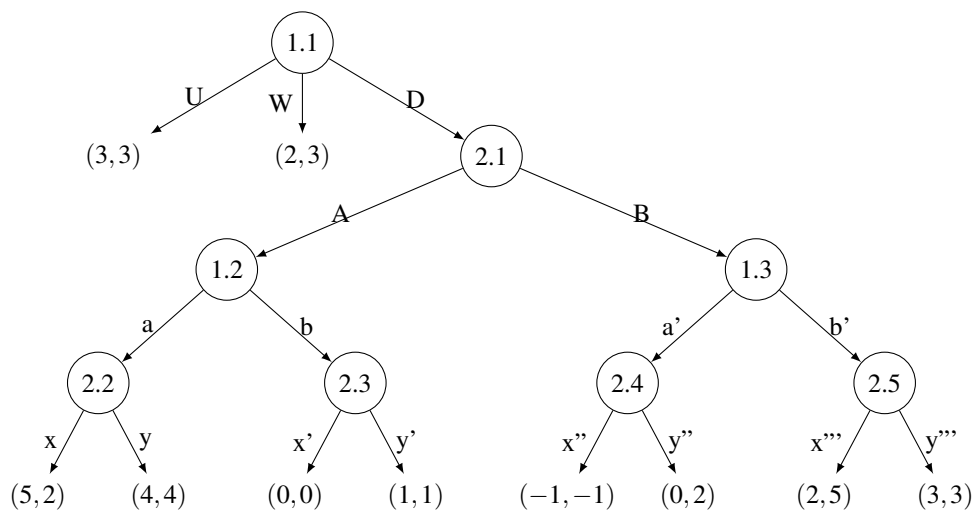 1.1
U W D
(3,3) (2,3) 2.1
A B
1.2 1.3
a b a' b'
2.2 2.3 2.4 2.5
x y x' y' x'' y'' x''' y'''
(5,2) (4,4) (0,0) (1,1) (−1,−1) (0,2) (2,5) (3,3)